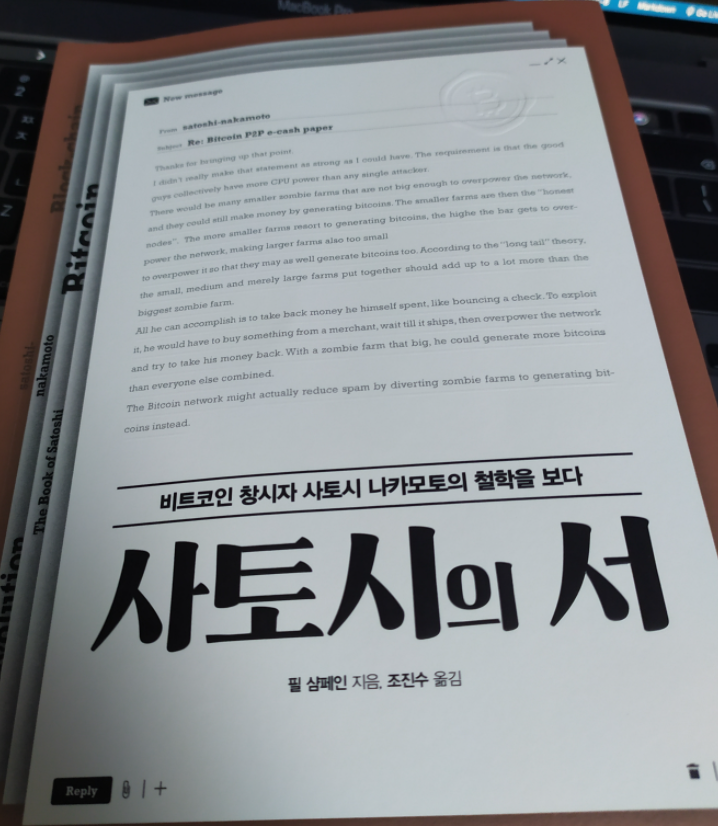 MacBook Pro
Markdown
New message
From satoshi-nakamoto
Subject Re: Bitcoin P2P e-cash paper
Thanks for bringing up that point.
I didn't really make that statement as strong as I could have. The requirement is that the good
guys collectively have more CPU power than any single attacker.
There would be many smaller zombie farms that are not big enough to overpower the network,
and they could still make money by generating bitcoins. The smaller farms are then the "honest
nodes". The more smaller farms resort to generating bitcoins, the highe the bar gets to over-
power the network, making larger farms also too small
to overpower it so that they may as well generate bitcoins too. According to the "long tail" theory,
the small, medium and merely large farms put together should add up to a lot more than the
biggest zombie farm.
All he can accomplish is to take back money he himself spent, like bouncing a check. To exploit
it, he would have to buy something from a merchant, wait till it ships, then overpower the network
and try to take his money back. With a zombie farm that big, he could generate more bitcoins
than everyone else combined.
The Bitcoin network might actually reduce spam by diverting zombie farms to generating bit-
coins instead.
비트코인 창시자 사토시 나카모토의 철학을 보다
사토시의 서
필 샴페인 지음, 조진수 옮김
Reply
Block chain
Bitcoin
satoshi-
nakamoto
The Book of Satoshi